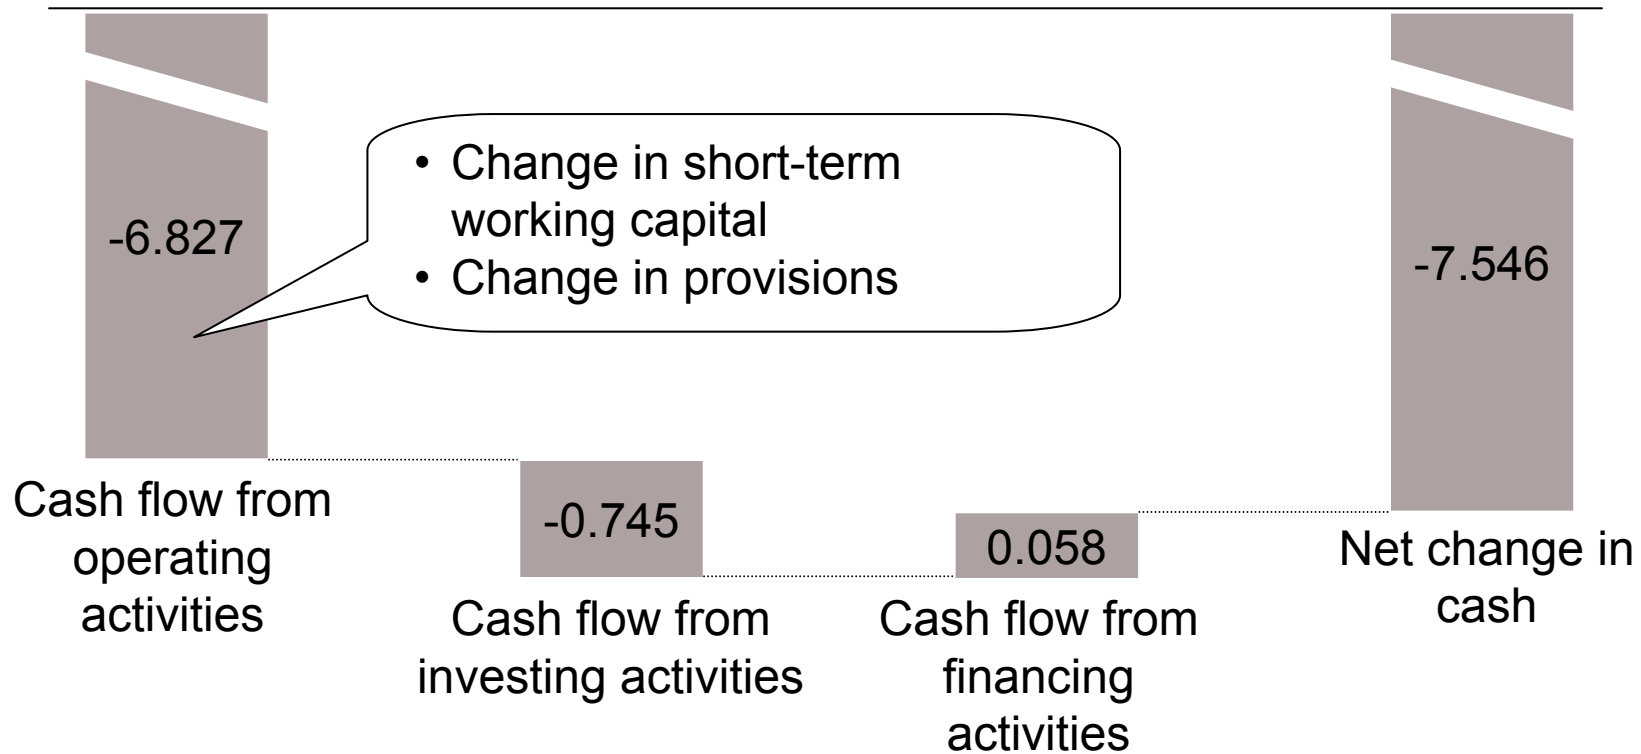 • Change in short-term
working capital
• Change in provisions
-6.827
-7.546
-0.745
0.058
Cash flow from
operating
activities
Cash flow from
investing activities
Cash flow from
financing
activities
Net change in
cash